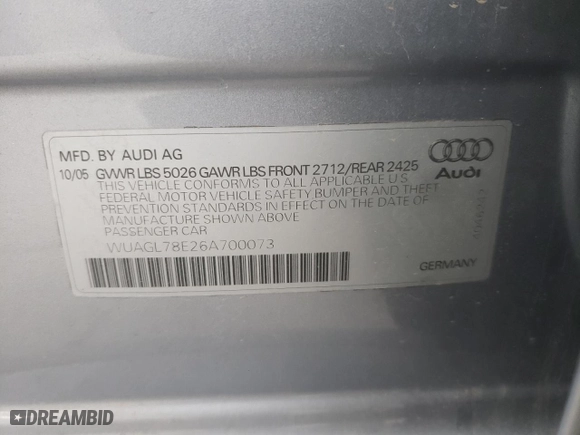 MFD. BY AUDI AG
10/05 GVWR LBS 5026 GAWR LBS FRONT 2712/REAR 2425
THIS VEHICLE CONFORMS TO ALL APPLICABLE U.S.
FEDERAL MOTOR VEHICLE SAFETY BUMPER AND THEFT
PREVENTION STANDARDS IN EFFECT ON THE DATE OF
MANUFACTURE SHOWN ABOVE
PASSENGER CAR
WUAGL78E26A700073
Audi
GERMANY
DREAMBID